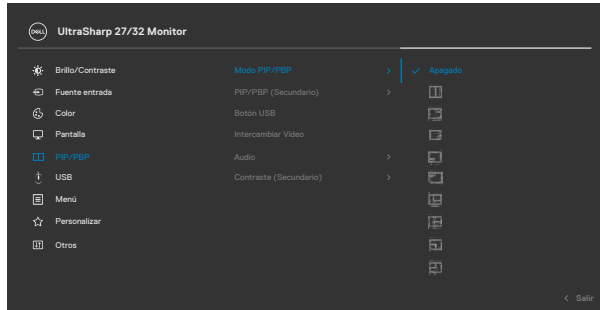 DELL UltraSharp 27/32 Monitor
Brillo/Contraste
Fuente entrada
Color
Pantalla
PIP/PBP
USB
Menú
Personalizar
Otros
Modo PIP/PBP
PIP/PBP (Secundario)
Botón USB
Intercambiar Vídeo
Audio
Contraste (Secundario)
Apagado
Salir